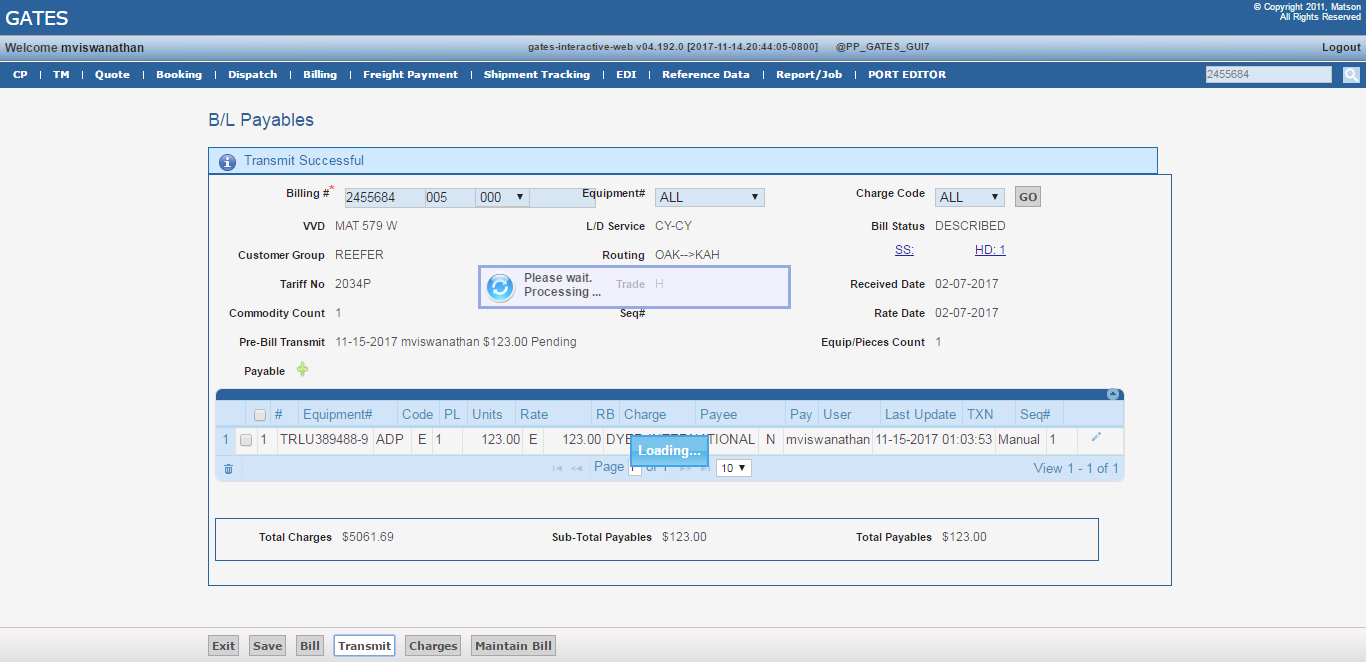 © Copyright 2011, Matson
All Rights Reserved
GATES
Welcome mviswanathan gates-interactive-web v04.192.0 [2017-11-14.20:44:05-0800] @PP_GATES_GUI7 Logout
CP | TM | Quote | Booking | Dispatch | Billing | Freight Payment | Shipment Tracking | EDI | Reference Data | Report/Job | PORT EDITOR 2455684
B/L Payables
Transmit Successful
Billing #* 2455684 005 000 Equipment# ALL Charge Code ALL GO
VVD MAT 579 W L/D Service CY-CY Bill Status DESCRIBED
SS: HD: 1
Customer Group REEFER Routing OAK-->KAH
Please wait.
Processing ...
Tariff No 2034P Trade H Received Date 02-07-2017
Commodity Count 1 Seq# Rate Date 02-07-2017
Pre-Bill Transmit 11-15-2017 mviswanathan $123.00 Pending Equip/Pieces Count 1
Payable
# Equipment# Code PL Units Rate RB Charge Payee Pay User Last Update TXN Seq#
1 1 TRLU389488-9 ADP E 1 123.00 E 123.00 N mviswanathan 11-15-2017 01:03:53 Manual 1
Loading...
Page 1 of 1 10 View 1 - 1 of 1
Total Charges $5061.69 Sub-Total Payables $123.00 Total Payables $123.00
Exit Save Bill Transmit Charges Maintain Bill